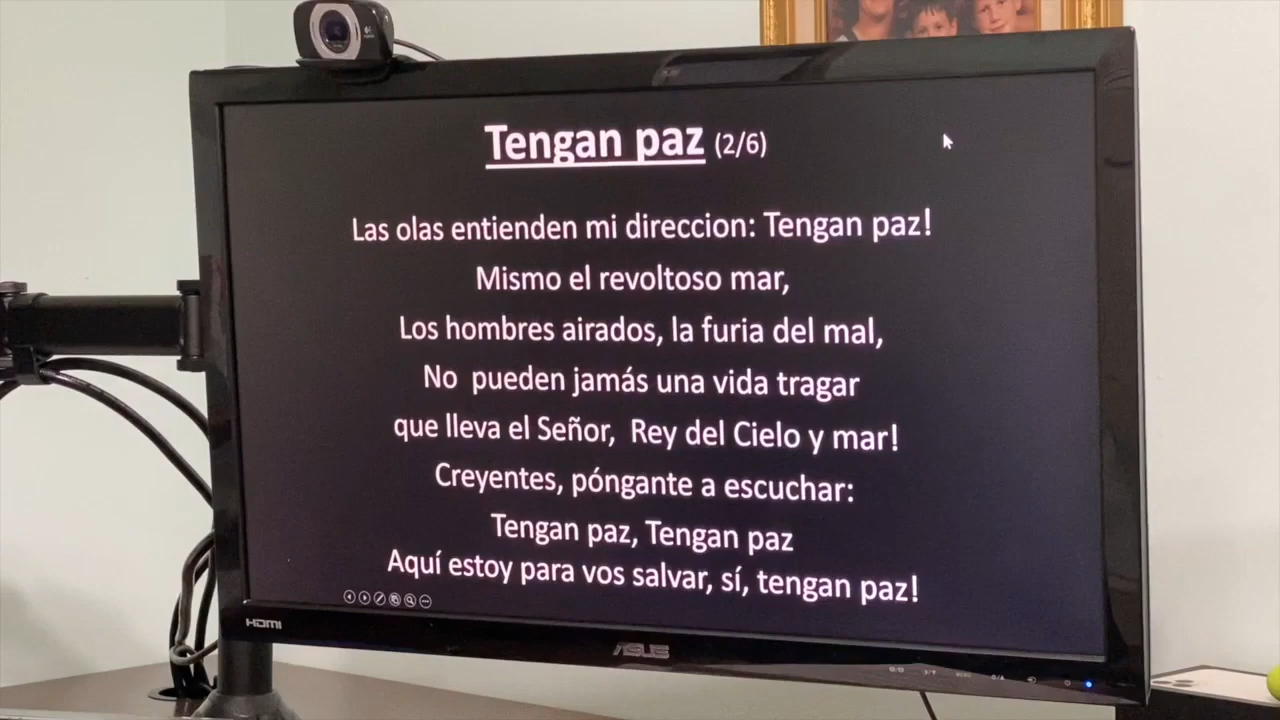 Tengan paz (2/6)
Las olas entienden mi direccion: Tengan paz!
Mismo el revoltoso mar,
Los hombres airados, la furia del mal,
No pueden jamás una vida tragar
que lleva el Señor, Rey del Cielo y mar!
Creyentes, póngante a escuchar:
Tengan paz, Tengan paz
Aquí estoy para vos salvar, sí, tengan paz!
HDMI
ASUS